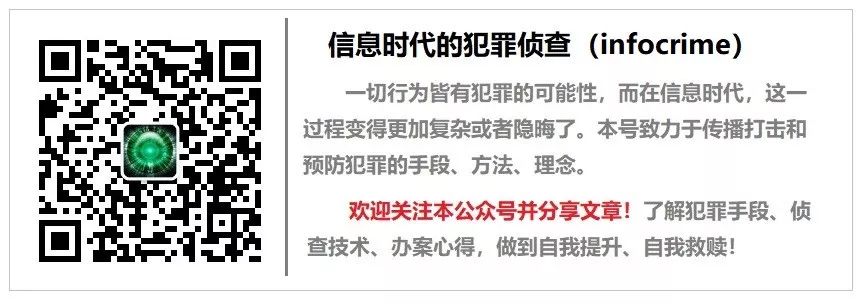 信息时代的犯罪侦查（infocrime）
一切行为皆有犯罪的可能性，而在信息时代，这一
过程变得更加复杂或者隐晦了。本号致力于传播打击和
预防犯罪的手段、方法、理念。
欢迎关注本公众号并分享文章！了解犯罪手段、侦
查技术、办案心得，做到自我提升、自我救赎！